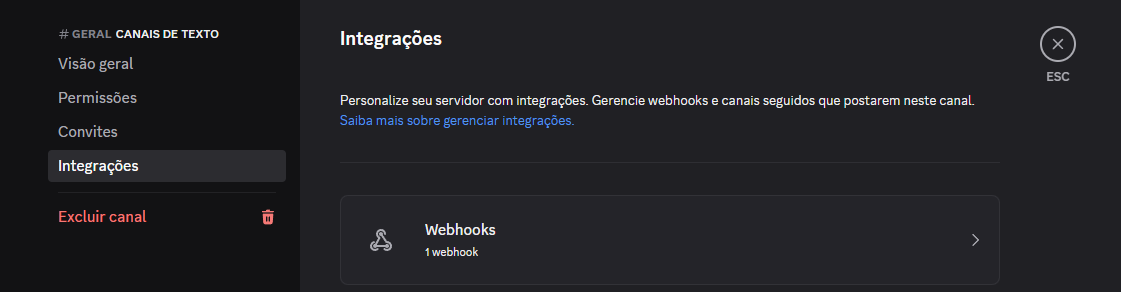 # GERAL CANAIS DE TEXTO
Visão geral
Permissões
Convites
Integrações
Excluir canal
Integrações
Personalize seu servidor com integrações. Gerencie webhooks e canais seguidos que postarem neste canal.
Saiba mais sobre gerenciar integrações.
Webhooks
1 webhook
ESC